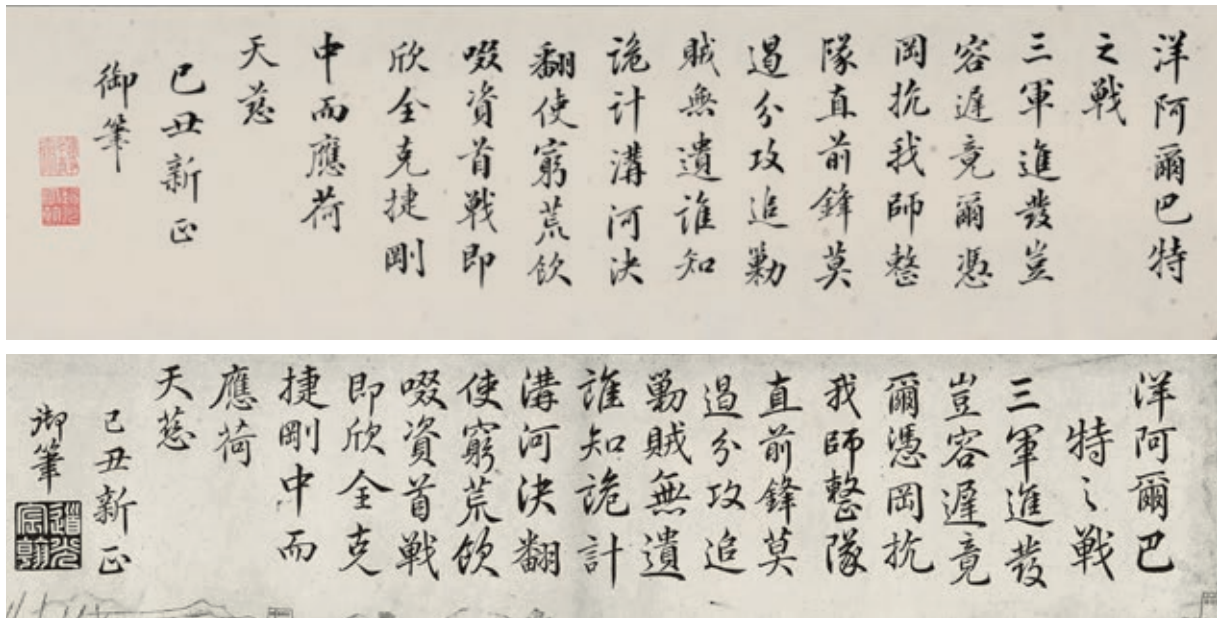 洋阿爾巴特
之戰
三軍進發豈
容遲竟爾憑
岡抗我師整
隊直前鋒莫
遏分攻追勦
賊無遺誰知
詭計溝河決
翻使窮荒飲
啜資首戰即
欣全克捷剛
中而應荷
天慈
己丑新正
御筆
洋阿爾巴
特之戰
三軍進發
豈容遲竟
爾憑岡抗
我師整隊
直前鋒莫
遏分攻追
勦賊無遺
誰知詭計
溝河決翻
使窮荒飲
啜資首戰
即欣全克
捷剛中而
應荷
天慈
己丑新正
御筆
道光
宸翰